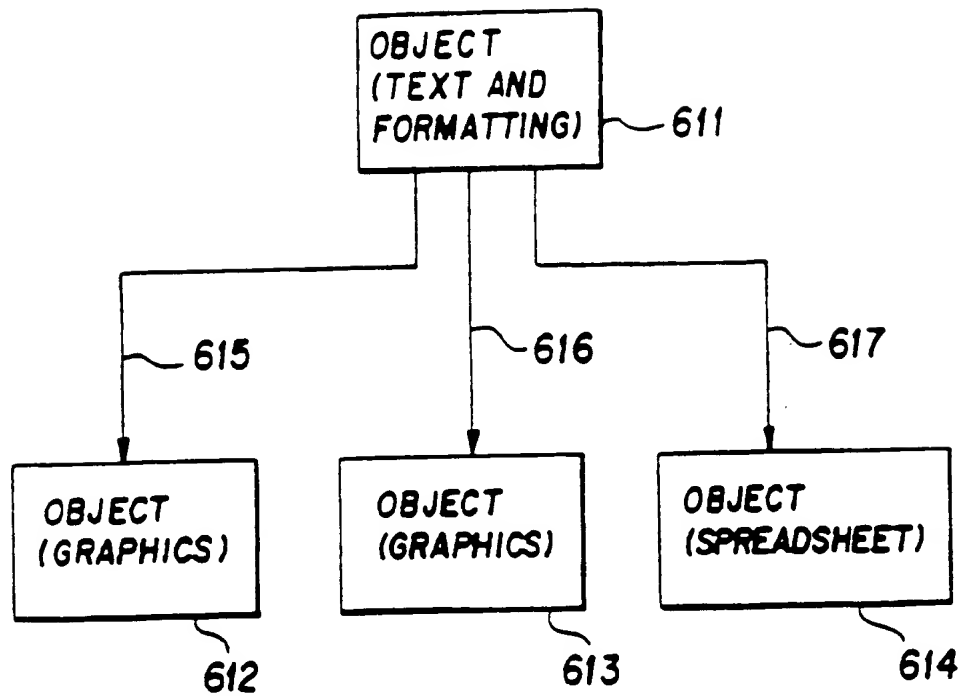 OBJECT
(TEXT AND
FORMATTING)
611
615
616
617
OBJECT
(GRAPHICS)
OBJECT
(GRAPHICS)
OBJECT
(SPREADSHEET)
612
613
614